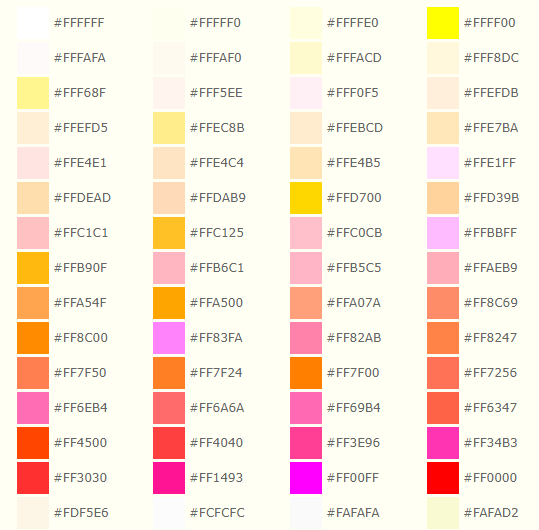 #FFFFFF #FFFFF0 #FFFFE0 #FFFF00
#FFFAFA #FFFAF0 #FFFACD #FFF8DC
#FFF68F #FFF5EE #FFF0F5 #FFEFDB
#FFEFD5 #FFEC8B #FFEBCD #FFE7BA
#FFE4E1 #FFE4C4 #FFE4B5 #FFE1FF
#FFDEAD #FFDAB9 #FFD700 #FFD39B
#FFC1C1 #FFC125 #FFC0CB #FFBBFF
#FFB90F #FFB6C1 #FFB5C5 #FFAEB9
#FFA54F #FFA500 #FFA07A #FF8C69
#FF8C00 #FF83FA #FF82AB #FF8247
#FF7F50 #FF7F24 #FF7F00 #FF7256
#FF6EB4 #FF6A6A #FF69B4 #FF6347
#FF4500 #FF4040 #FF3E96 #FF34B3
#FF3030 #FF1493 #FF00FF #FF0000
#FDF5E6 #FCFCFC #FAFAFA #FAFAD2